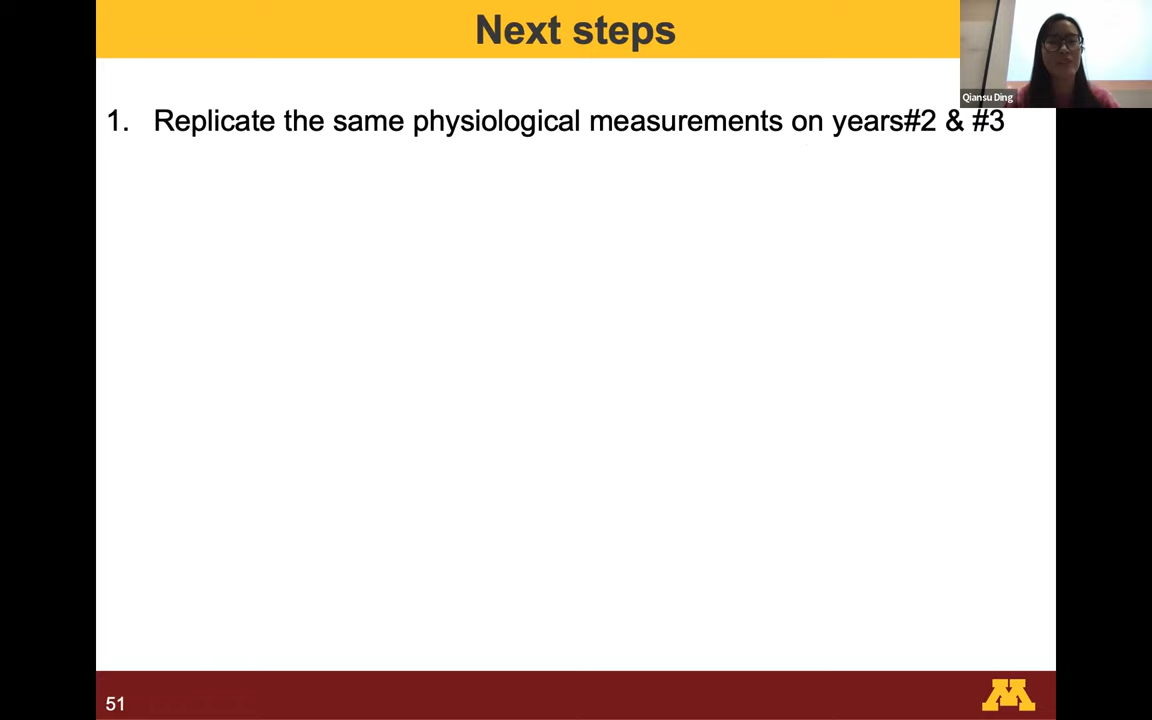 Next steps
Qiansu Ding
1. Replicate the same physiological measurements on years#2 & #3
51
M